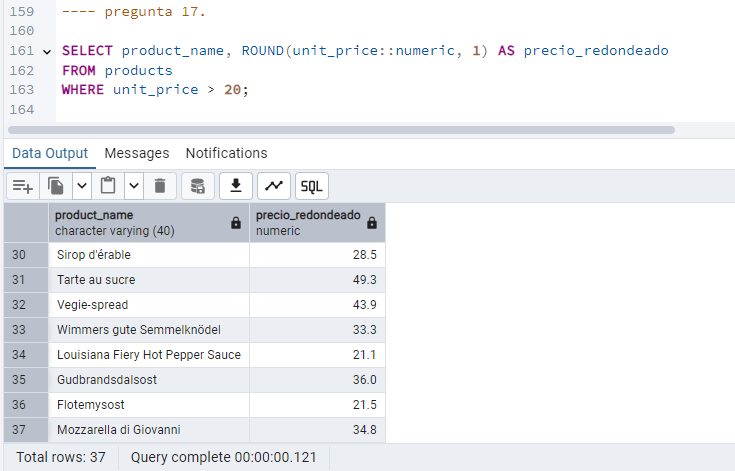 159 ---- pregunta 17.
160
161 SELECT product_name, ROUND(unit_price::numeric, 1) AS precio_redondeado
162 FROM products
163 WHERE unit_price > 20;
164
Data Output Messages Notifications
SQL
product_name precio_redondeado
character varying (40) numeric
30 Sirop d'érable 28.5
31 Tarte au sucre 49.3
32 Vegie-spread 43.9
33 Wimmers gute Semmelknödel 33.3
34 Louisiana Fiery Hot Pepper Sauce 21.1
35 Gudbrandsdalsost 36.0
36 Flotemysost 21.5
37 Mozzarella di Giovanni 34.8
Total rows: 37 Query complete 00:00:00.121